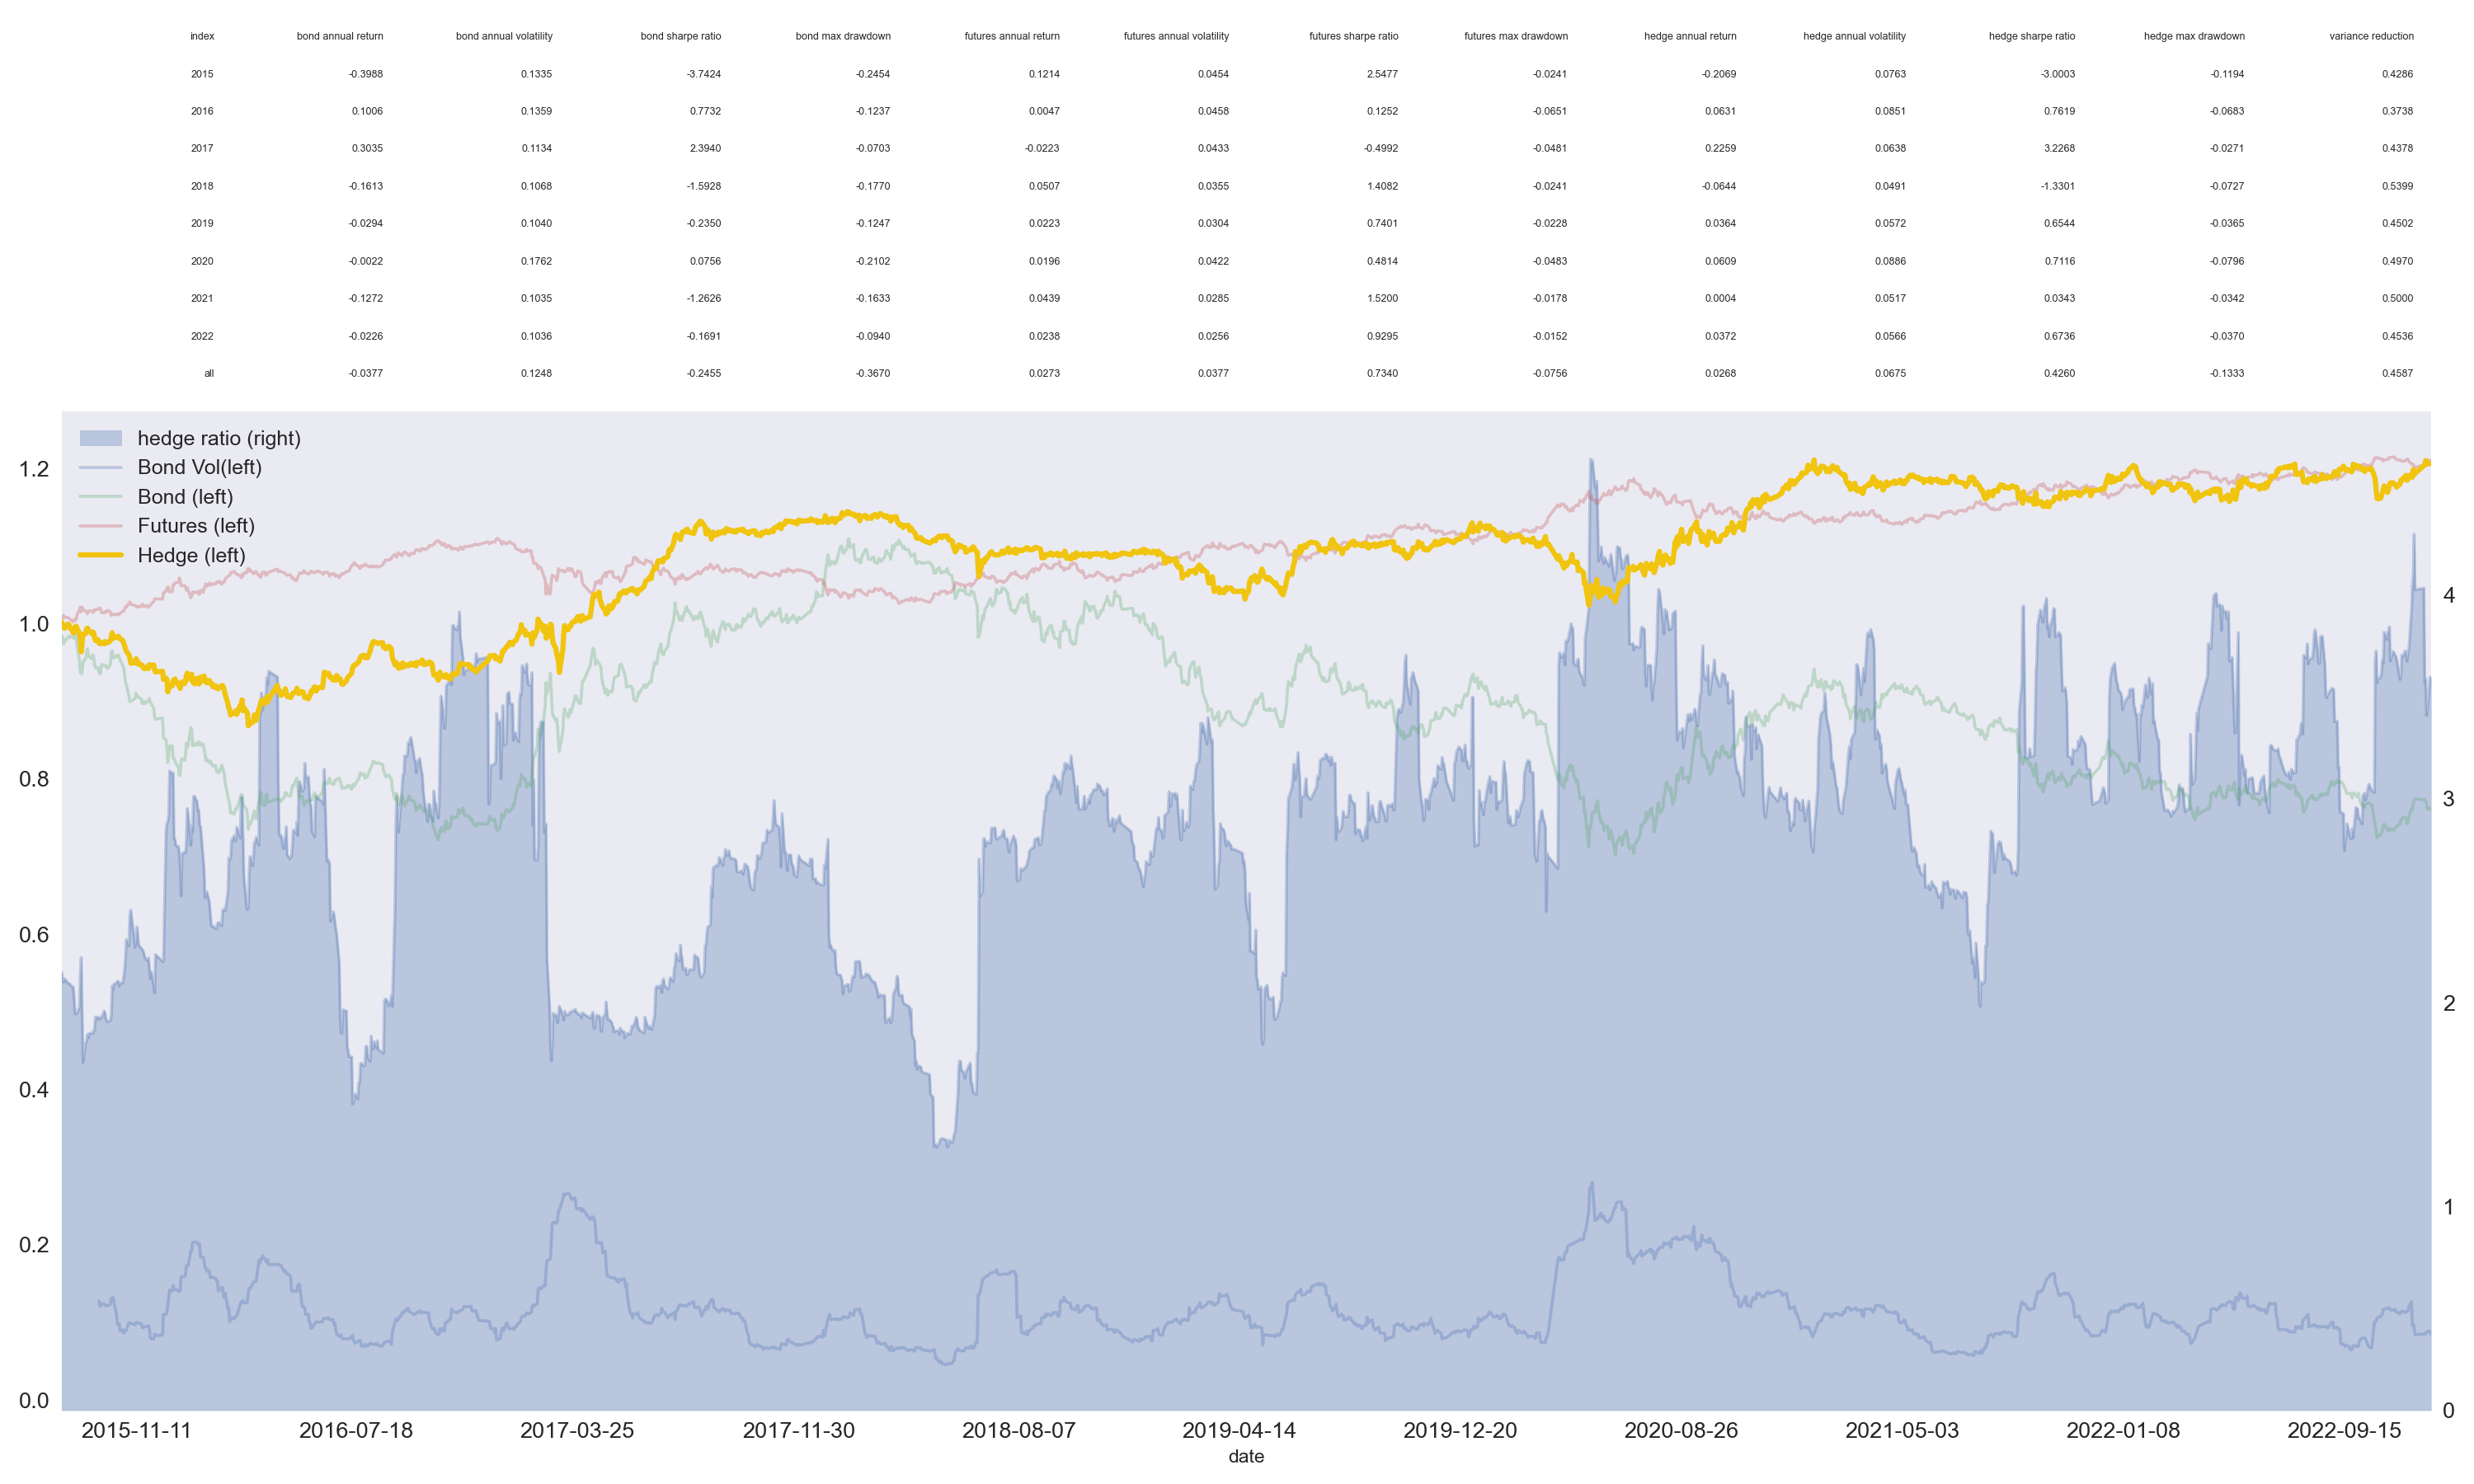 index bond annual return bond annual volatility bond sharpe ratio bond max drawdown futures annual return futures annual volatility futures sharpe ratio futures max drawdown hedge annual return hedge annual volatility hedge sharpe ratio hedge max drawdown variance reduction
2015 -0.3988 0.1335 -3.7424 -0.2454 0.1214 0.0454 2.5477 -0.0241 -0.2069 0.0763 -3.0003 -0.1194 0.4286
2016 0.1006 0.1359 0.7732 -0.1237 0.0047 0.0458 0.1252 -0.0651 0.0631 0.0851 0.7619 -0.0683 0.3738
2017 0.3035 0.1134 2.3940 -0.0703 -0.0223 0.0433 -0.4992 -0.0481 0.2259 0.0638 3.2268 -0.0271 0.4378
2018 -0.1613 0.1068 -1.5928 -0.1770 0.0507 0.0355 1.4082 -0.0241 -0.0644 0.0491 -1.3301 -0.0727 0.5399
2019 -0.0294 0.1040 -0.2350 -0.1247 0.0223 0.0304 0.7401 -0.0228 0.0364 0.0572 0.6544 -0.0365 0.4502
2020 -0.0022 0.1762 0.0756 -0.2102 0.0196 0.0422 0.4814 -0.0483 0.0609 0.0886 0.7116 -0.0796 0.4970
2021 -0.1272 0.1035 -1.2626 -0.1633 0.0439 0.0285 1.5200 -0.0178 0.0004 0.0517 0.0343 -0.0342 0.5000
2022 -0.0226 0.1036 -0.1691 -0.0940 0.0238 0.0256 0.9295 -0.0152 0.0372 0.0566 0.6736 -0.0370 0.4536
all -0.0377 0.1248 -0.2455 -0.3670 0.0273 0.0377 0.7340 -0.0756 0.0268 0.0675 0.4260 -0.1333 0.4587
hedge ratio (right)
Bond Vol(left)
Bond (left)
Futures (left)
Hedge (left)
1.2
1.0
0.8
0.6
0.4
0.2
0.0
4
3
2
1
0
2015-11-11 2016-07-18 2017-03-25 2017-11-30 2018-08-07 2019-04-14 2019-12-20 2020-08-26 2021-05-03 2022-01-08 2022-09-15
date